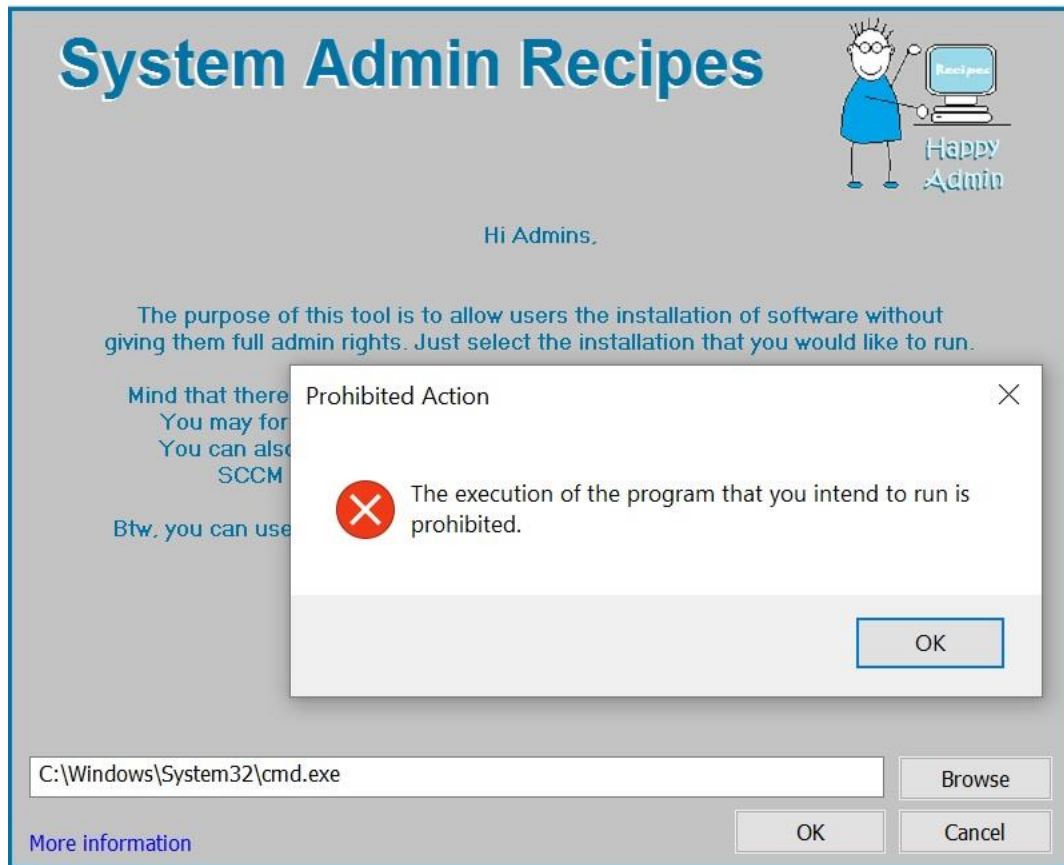 System Admin Recipes
Recipes
Happy
Admin
Hi Admins,
The purpose of this tool is to allow users the installation of software without
giving them full admin rights. Just select the installation that you would like to run.
Mind that there
You may for
You can also
SCCM
Btw, you can use
Prohibited Action
The execution of the program that you intend to run is
prohibited.
OK
C:\Windows\System32\cmd.exe
Browse
More information
OK
Cancel